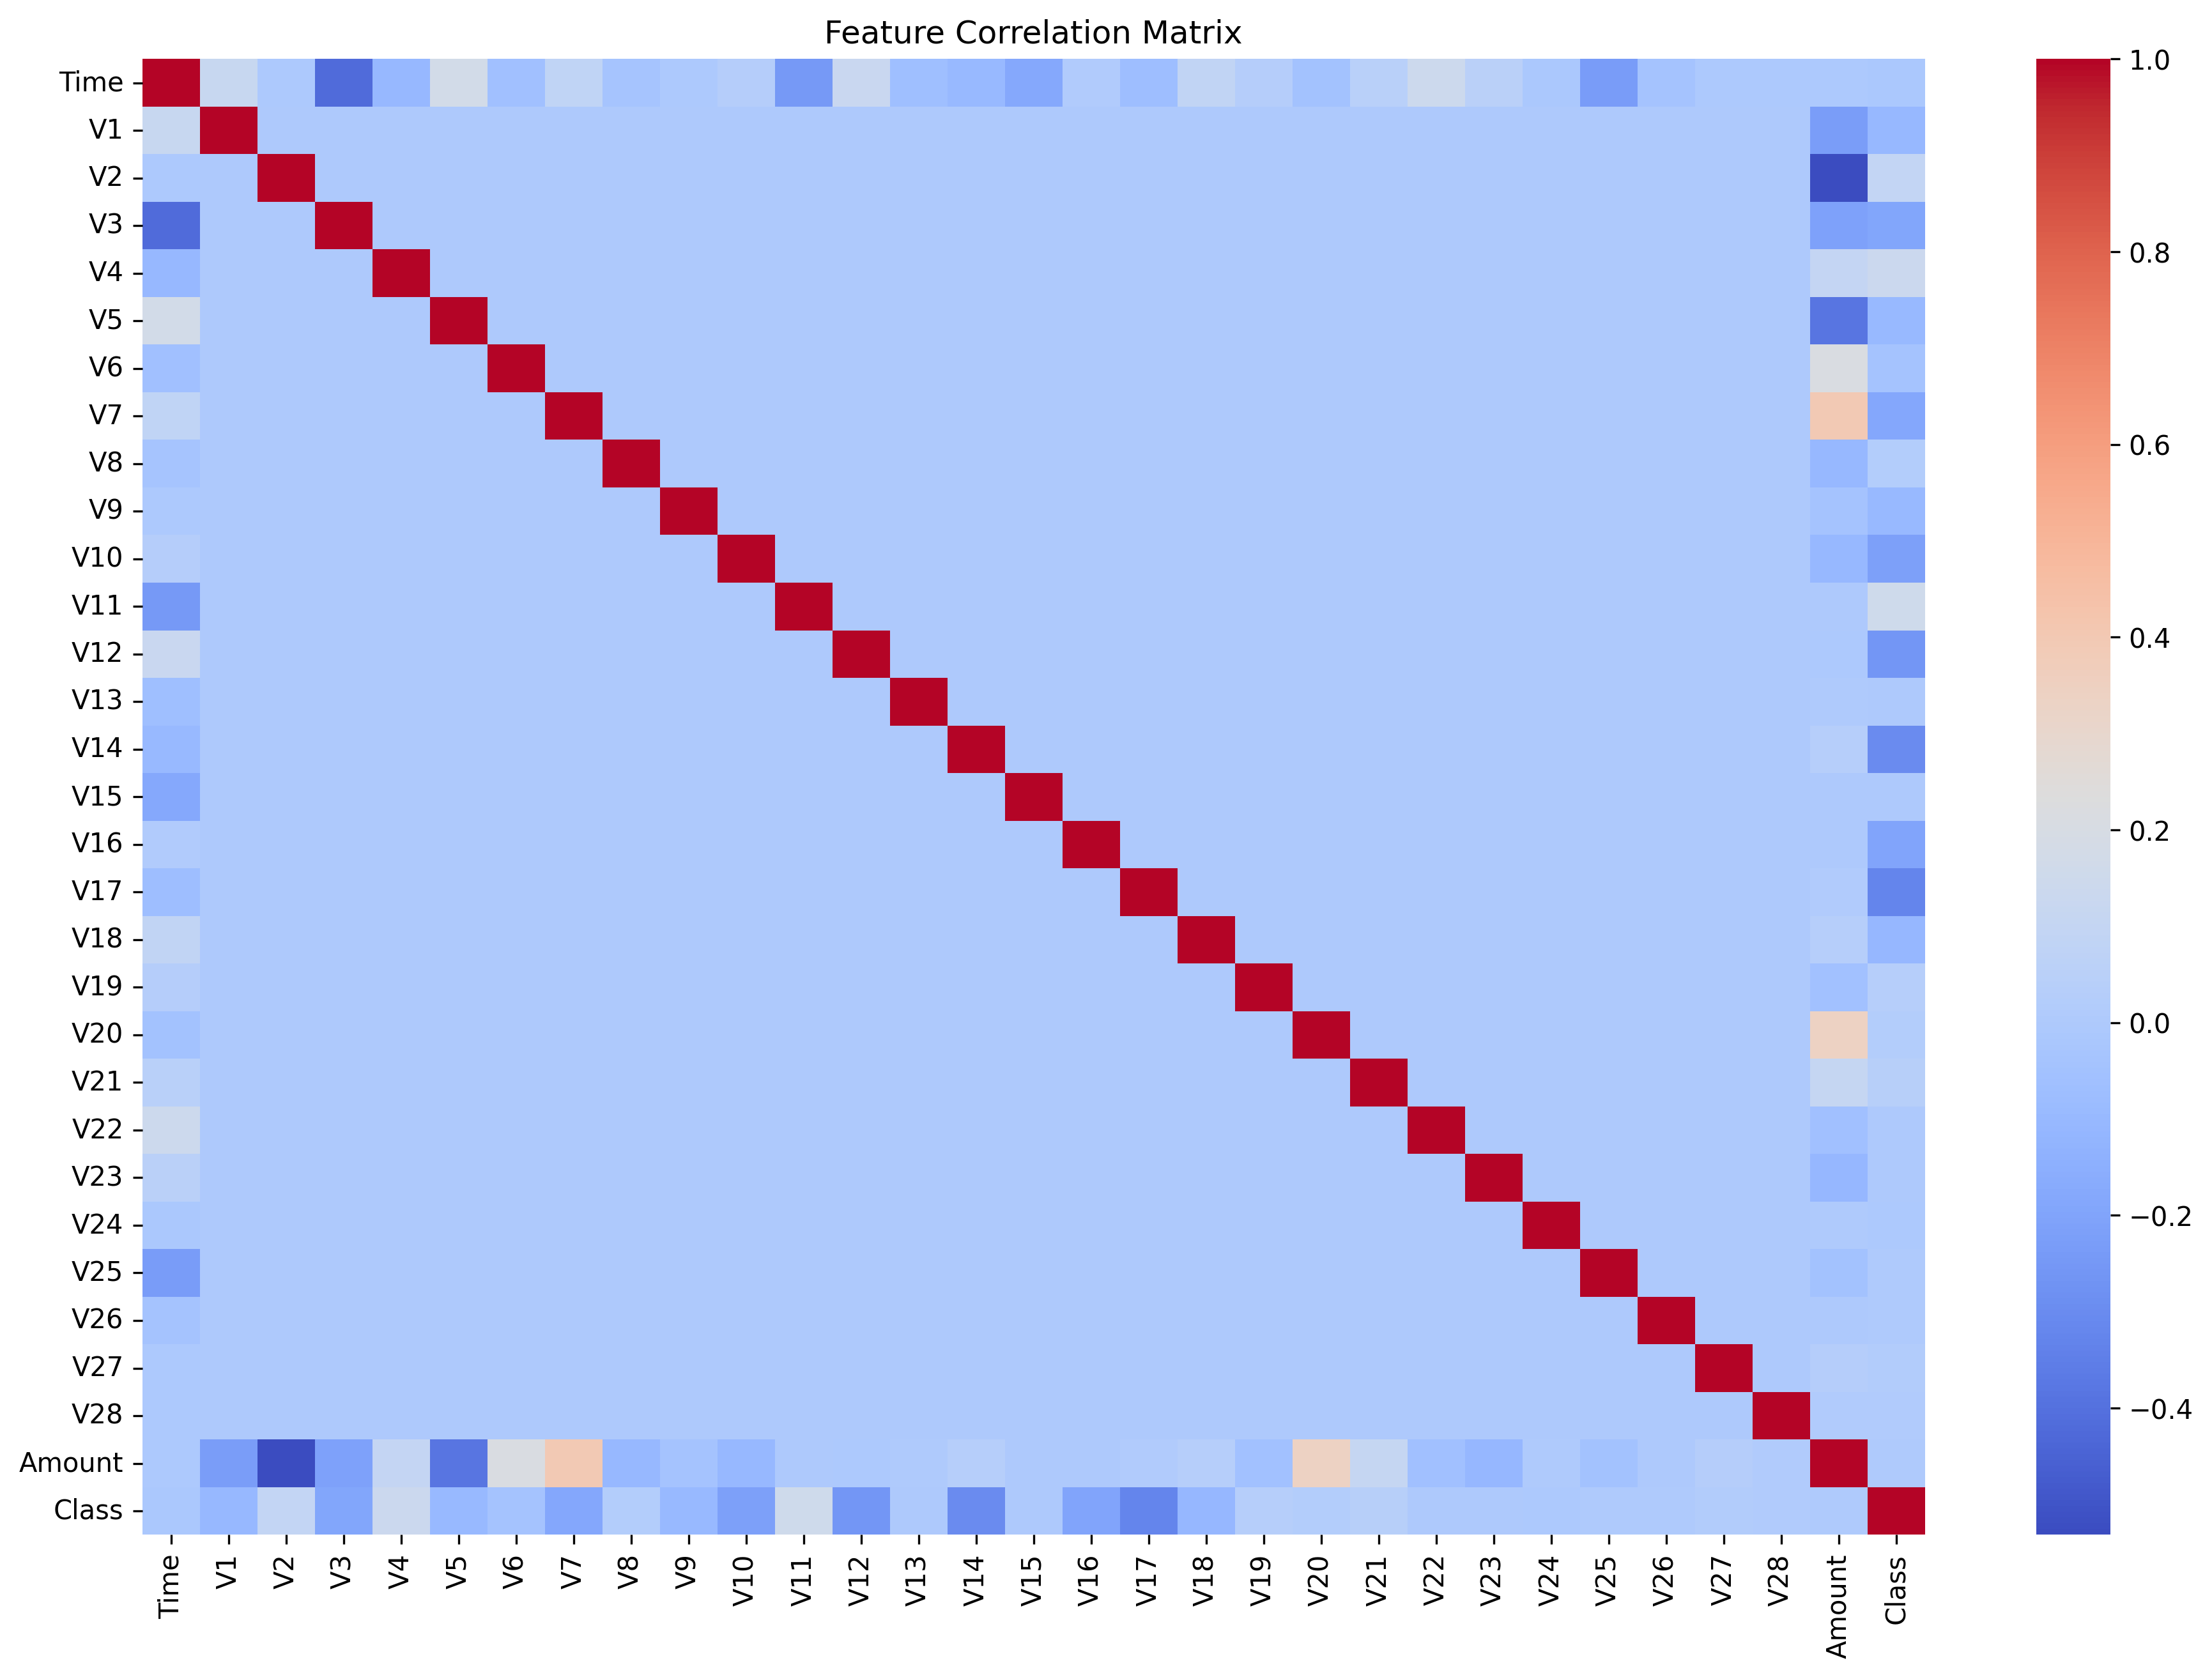 Feature Correlation Matrix
Time
V1
V2
V3
V4
V5
V6
V7
V8
V9
V10
V11
V12
V13
V14
V15
V16
V17
V18
V19
V20
V21
V22
V23
V24
V25
V26
V27
V28
Amount
Class
Time V1 V2 V3 V4 V5 V6 V7 V8 V9 V10 V11 V12 V13 V14 V15 V16 V17 V18 V19 V20 V21 V22 V23 V24 V25 V26 V27 V28 Amount Class
1.0
0.8
0.6
0.4
0.2
0.0
−0.2
−0.4